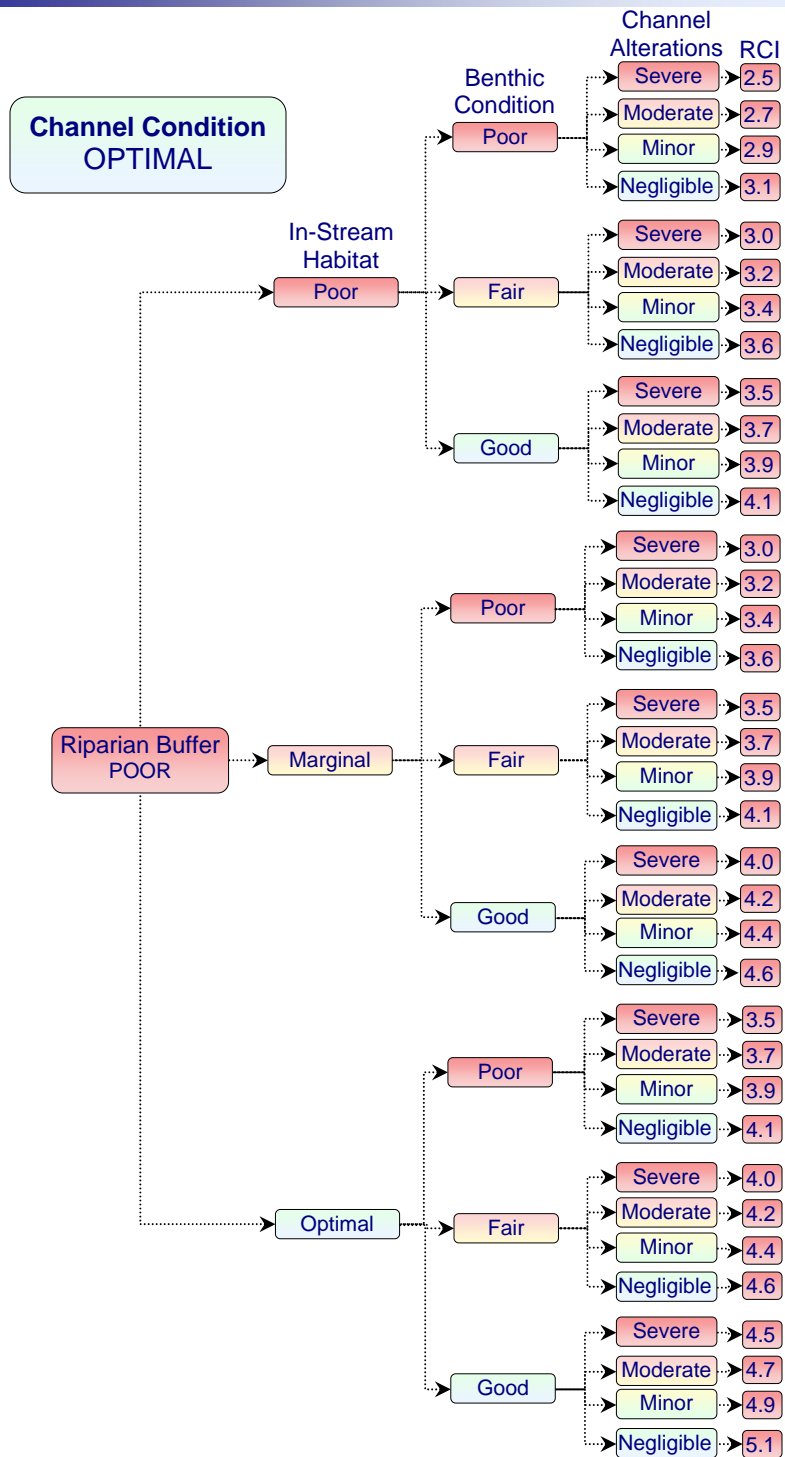 Channel
Alterations RCI
Benthic
Condition
Channel Condition
OPTIMAL
In-Stream
Habitat
Riparian Buffer
POOR
Poor
Poor
Severe 2.5
Moderate 2.7
Minor 2.9
Negligible 3.1
Fair
Severe 3.0
Moderate 3.2
Minor 3.4
Negligible 3.6
Good
Severe 3.5
Moderate 3.7
Minor 3.9
Negligible 4.1
Marginal
Poor
Severe 3.0
Moderate 3.2
Minor 3.4
Negligible 3.6
Fair
Severe 3.5
Moderate 3.7
Minor 3.9
Negligible 4.1
Good
Severe 4.0
Moderate 4.2
Minor 4.4
Negligible 4.6
Optimal
Poor
Severe 3.5
Moderate 3.7
Minor 3.9
Negligible 4.1
Fair
Severe 4.0
Moderate 4.2
Minor 4.4
Negligible 4.6
Good
Severe 4.5
Moderate 4.7
Minor 4.9
Negligible 5.1